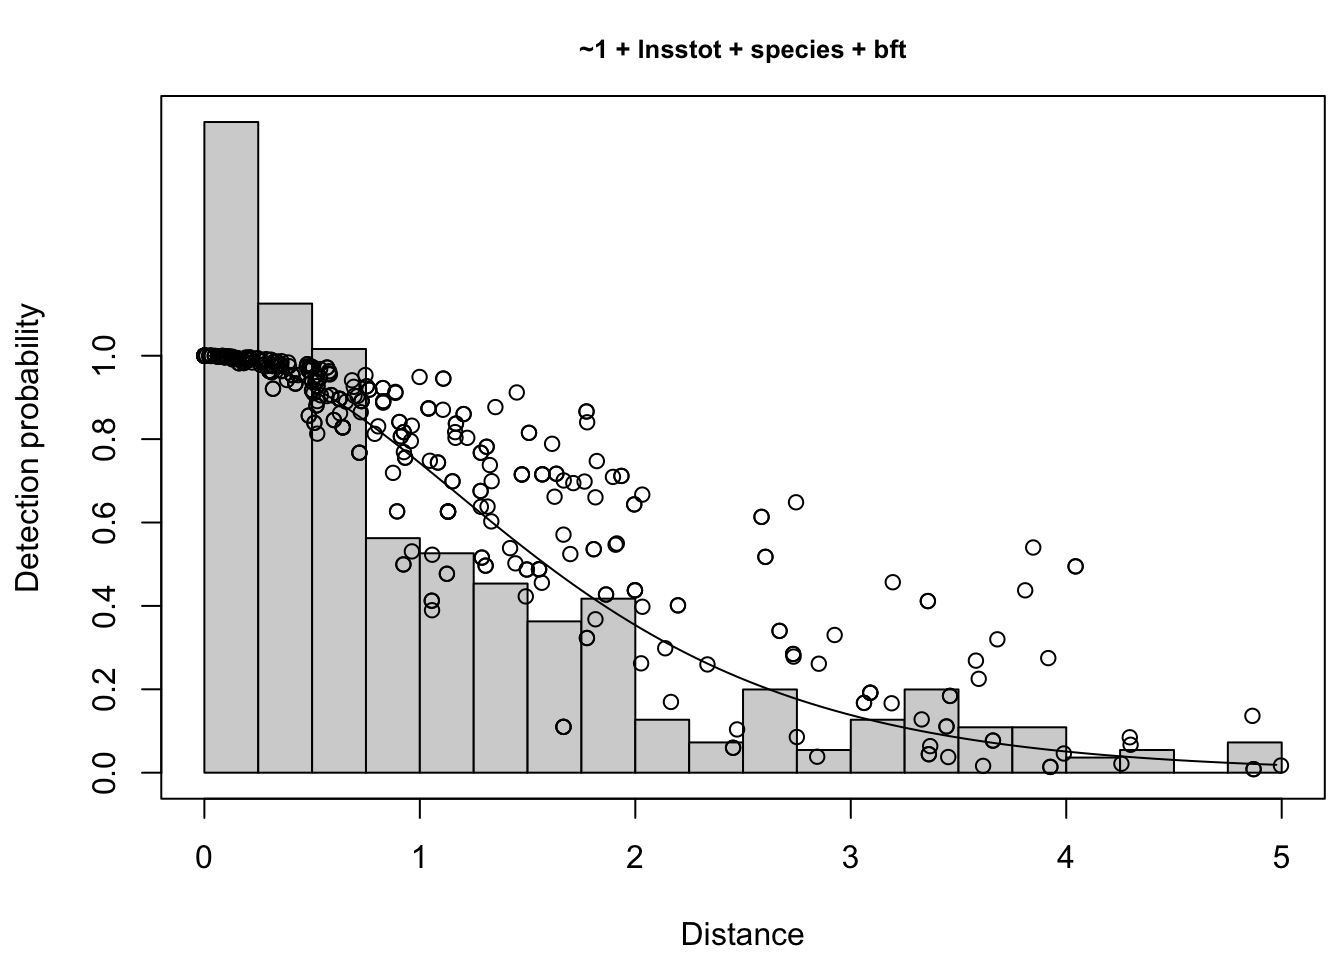 ~1 + lnsstot + species + bft
Detection probability
1.0
0.8
0.6
0.4
0.2
0.0
0 1 2 3 4 5
Distance